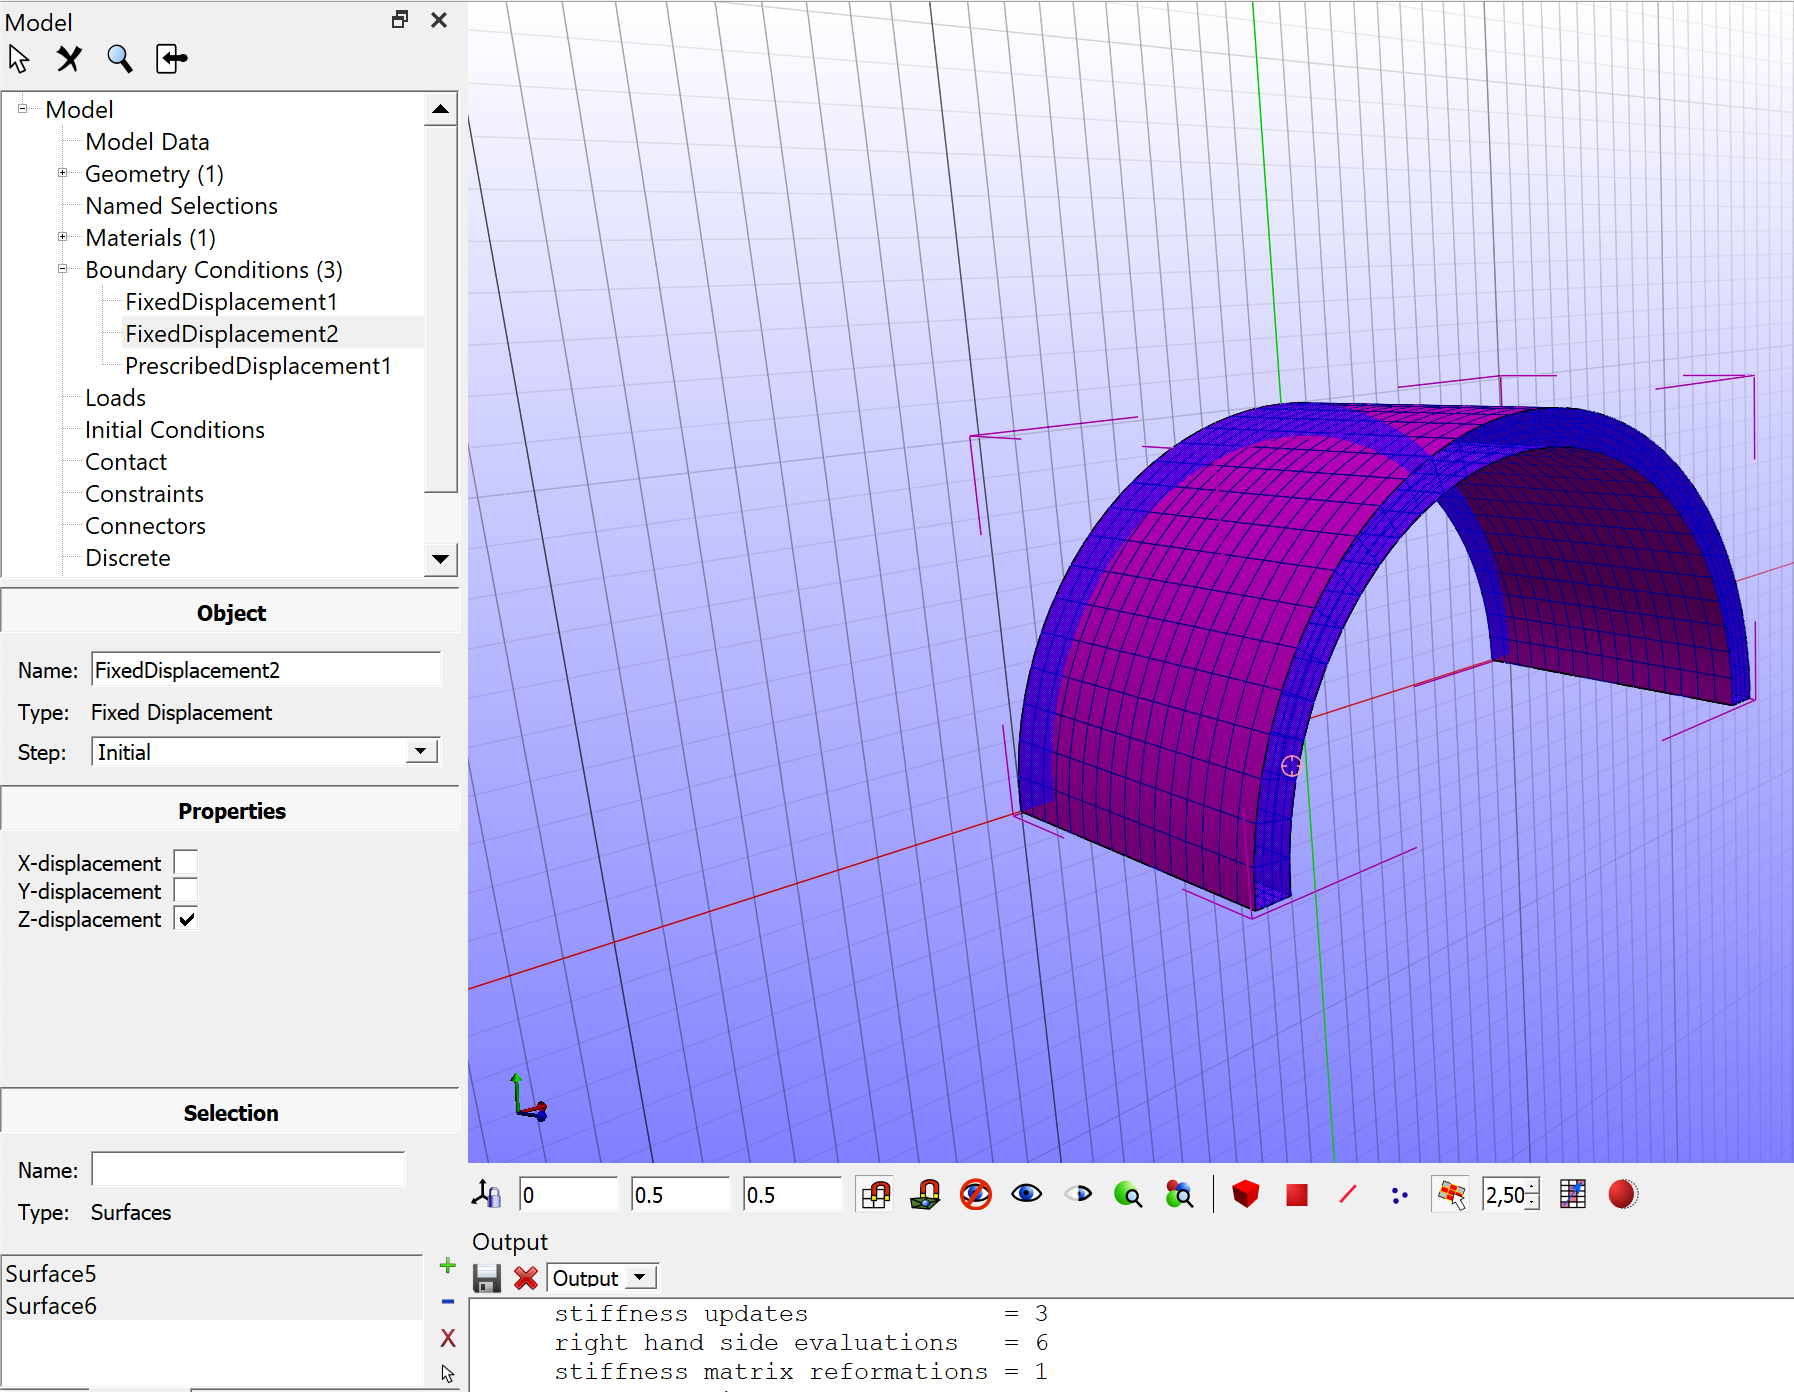 Model
Model
Model Data
Geometry (1)
Named Selections
Materials (1)
Boundary Conditions (3)
FixedDisplacement1
FixedDisplacement2
PrescribedDisplacement1
Loads
Initial Conditions
Contact
Constraints
Connectors
Discrete
Object
Name: FixedDisplacement2
Type: Fixed Displacement
Step: Initial
Properties
X-displacement
Y-displacement
Z-displacement
Selection
Name:
Type: Surfaces
Surface5
Surface6
0 0.5 0.5 2,50
Output
Output
stiffness updates = 3
right hand side evaluations = 6
stiffness matrix reformations = 1